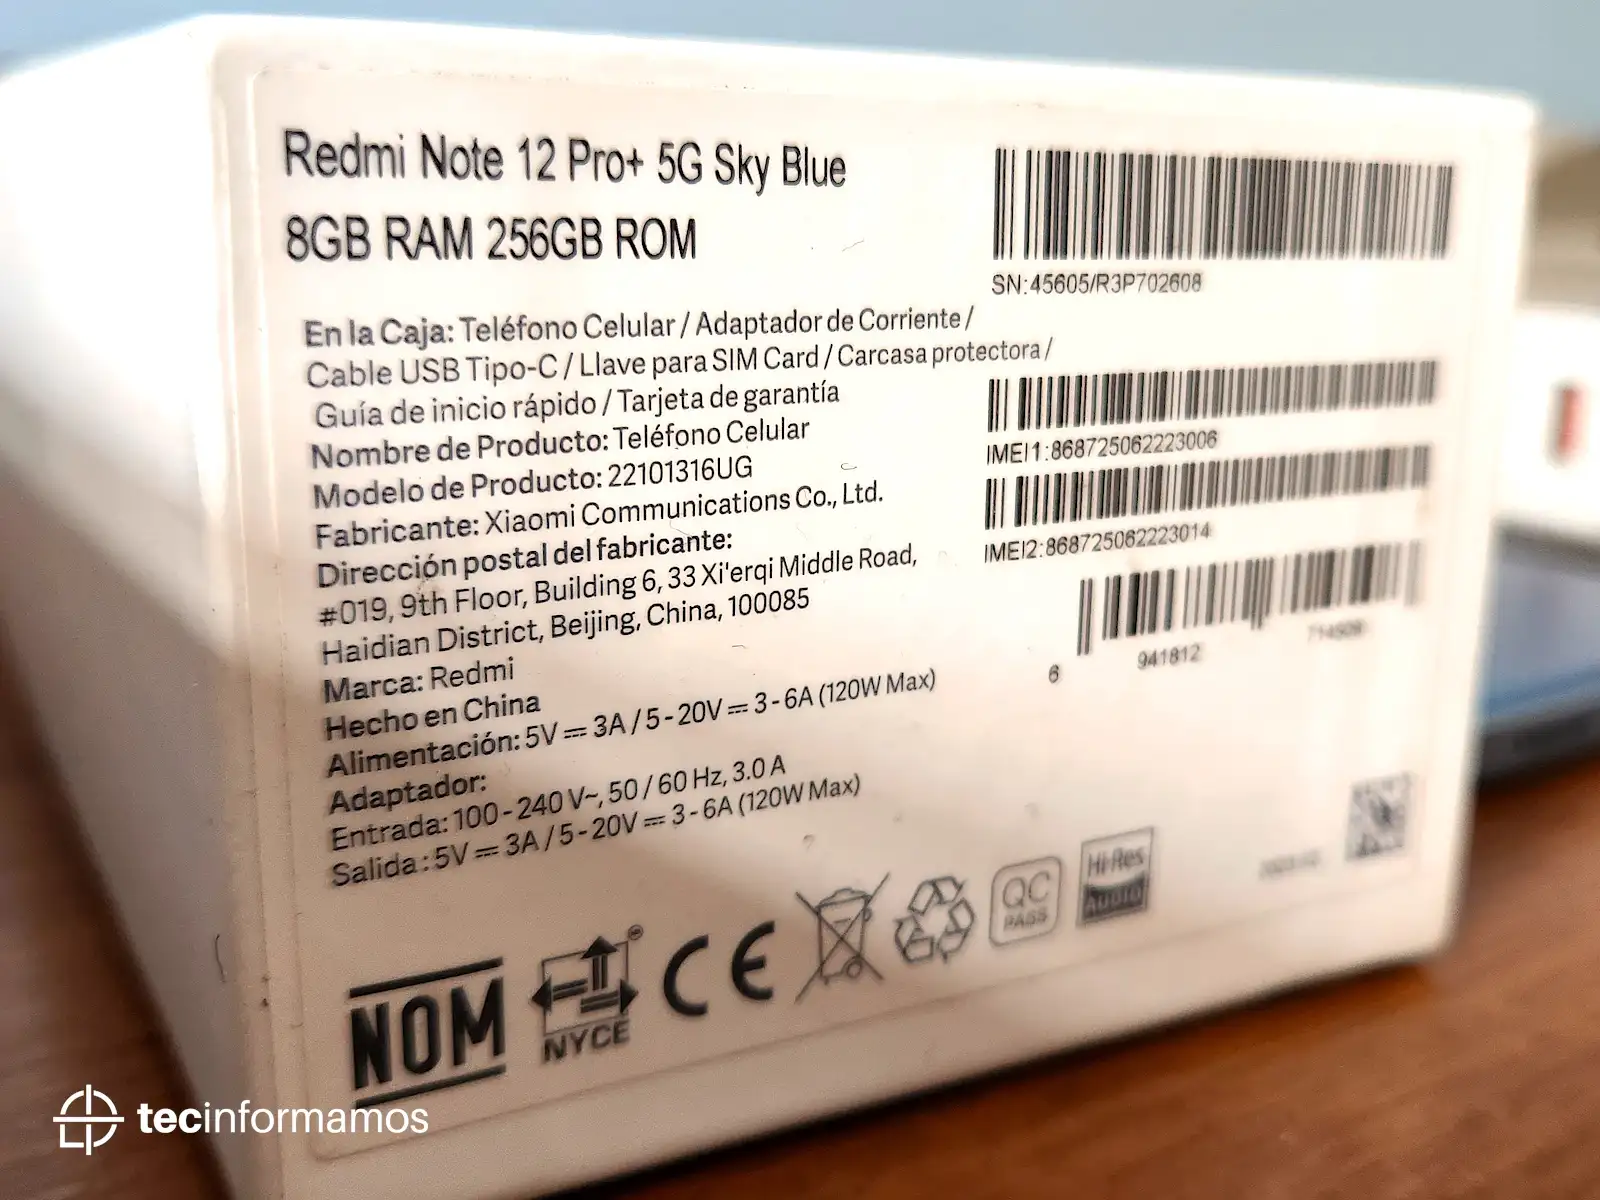 Redmi Note 12 Pro+ 5G Sky Blue
8GB RAM 256GB ROM
SN:45605/R3P702608
En la Caja: Teléfono Celular / Adaptador de Corriente /
Cable USB Tipo-C / Llave para SIM Card / Carcasa protectora /
Guía de inicio rápido / Tarjeta de garantía
Nombre de Producto: Teléfono Celular
Modelo de Producto: 22101316UG
Fabricante: Xiaomi Communications Co., Ltd.
Dirección postal del fabricante:
#019, 9th Floor, Building 6, 33 Xi'erqi Middle Road,
Haidian District, Beijing, China, 100085
Marca: Redmi
Hecho en China
Alimentación: 5V ⎓ 3A / 5 - 20V ⎓ 3 - 6A (120W Max)
Adaptador:
Entrada: 100 - 240 V~, 50 / 60 Hz, 3.0 A
Salida : 5V ⎓ 3A / 5 - 20V ⎓ 3 - 6A (120W Max)
IMEI1:868725062223006
IMEI2:868725062223014
6 941812
NOM
NYCE
CE
QC
PASS
Hi-Res
AUDIO
tecinformamos